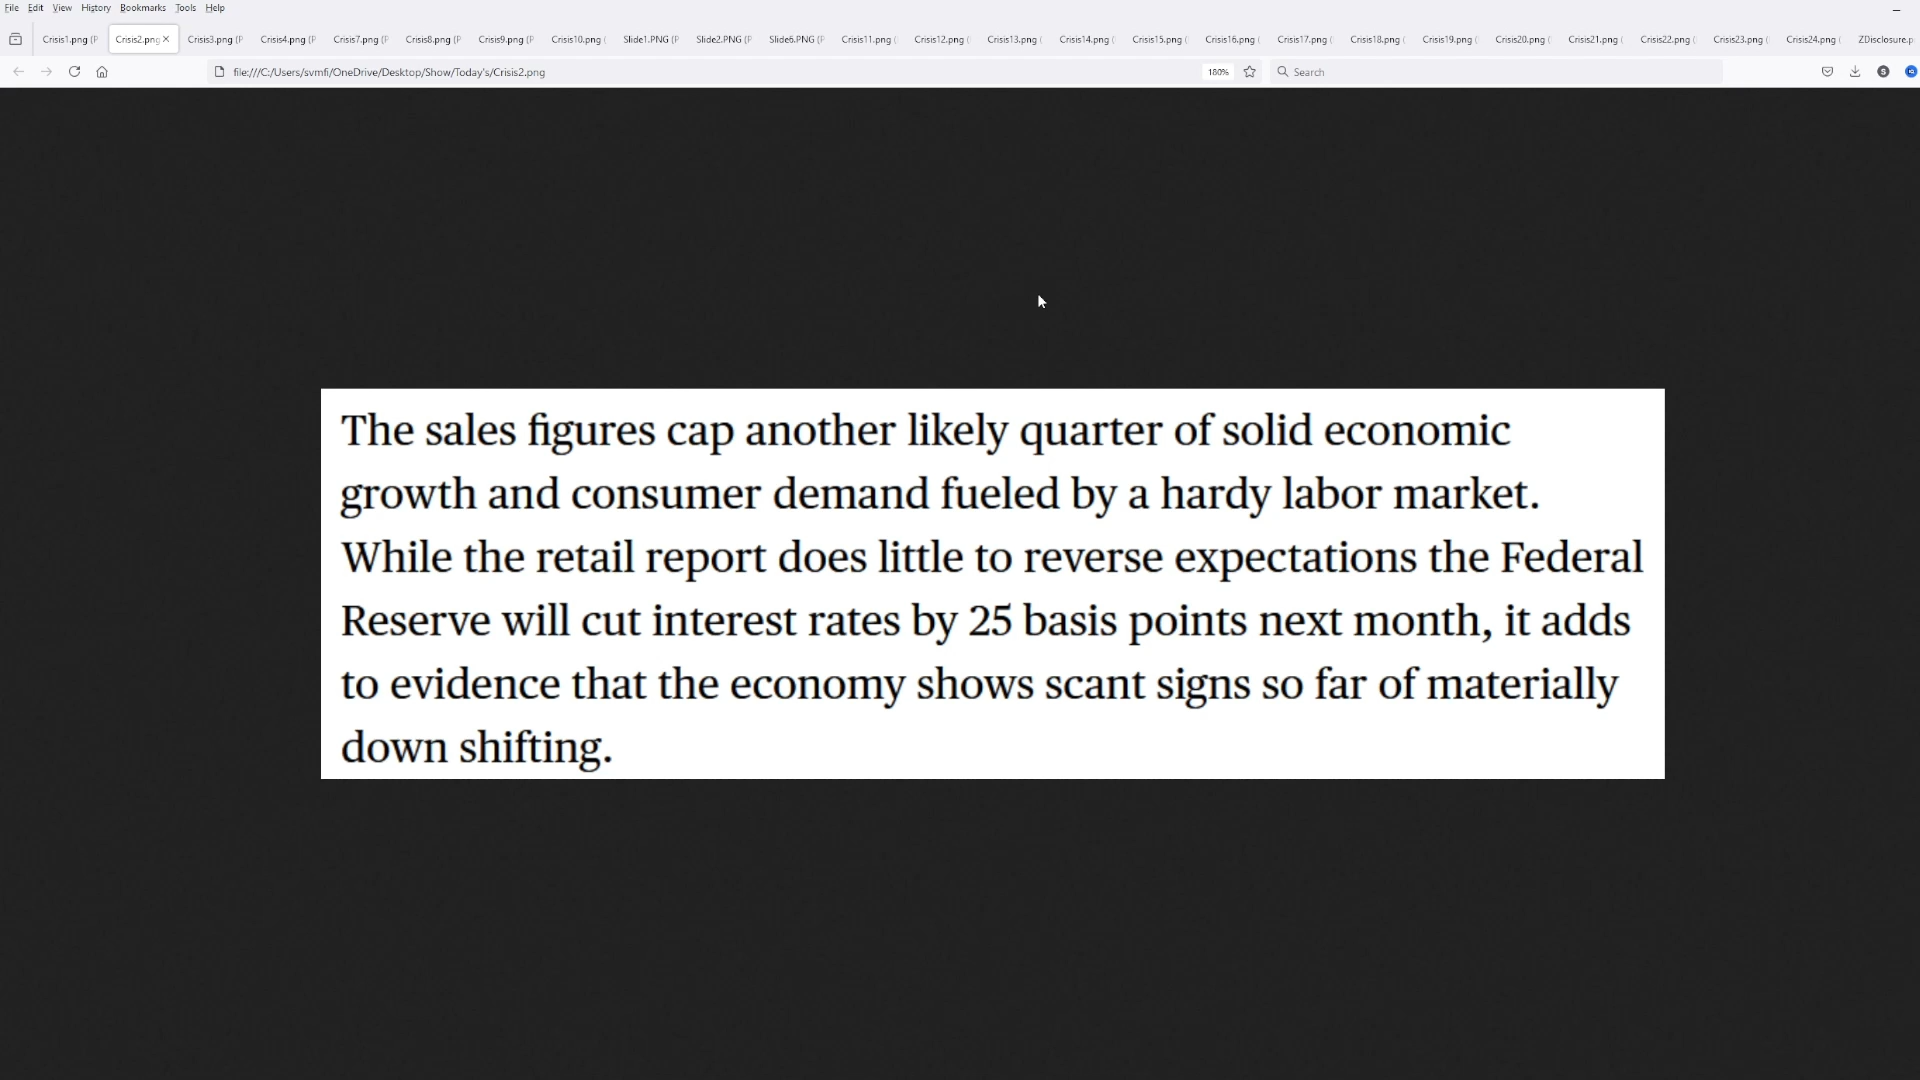 File Edit View History Bookmarks Tools Help
Crisis1.png (P Crisis2.png Crisis3.png (P Crisis4.png (P Crisis7.png (P Crisis8.png (P Crisis9.png (P Crisis10.png ( Slide1.PNG (P Slide2.PNG (P Slide6.PNG (P Crisis11.png ( Crisis12.png ( Crisis13.png ( Crisis14.png ( Crisis15.png ( Crisis16.png ( Crisis17.png ( Crisis18.png ( Crisis19.png ( Crisis20.png ( Crisis21.png ( Crisis22.png ( Crisis23.png ( Crisis24.png ( ZDisclosure.p
file:///C:/Users/svmfi/OneDrive/Desktop/Show/Today's/Crisis2.png 180% Search S
The sales figures cap another likely quarter of solid economic
growth and consumer demand fueled by a hardy labor market.
While the retail report does little to reverse expectations the Federal
Reserve will cut interest rates by 25 basis points next month, it adds
to evidence that the economy shows scant signs so far of materially
down shifting.